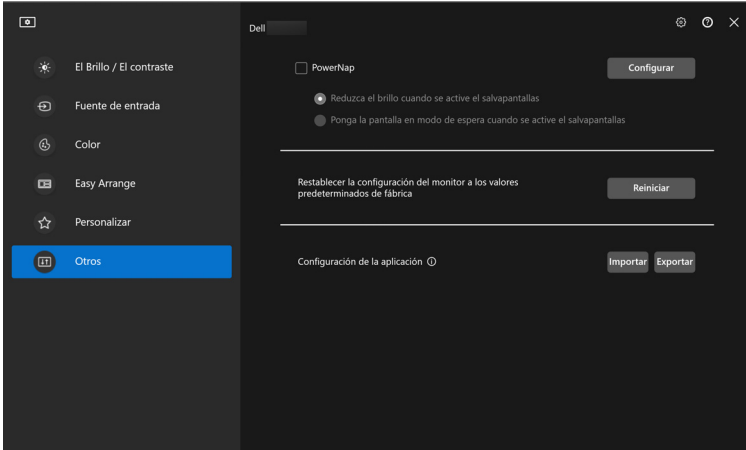 Dell
El Brillo / El contraste
Fuente de entrada
Color
Easy Arrange
Personalizar
Otros
PowerNap
Configurar
Reduzca el brillo cuando se active el salvapantallas
Ponga la pantalla en modo de espera cuando se active el salvapantallas
Restablecer la configuración del monitor a los valores
predeterminados de fábrica
Reiniciar
Configuración de la aplicación
Importar
Exportar